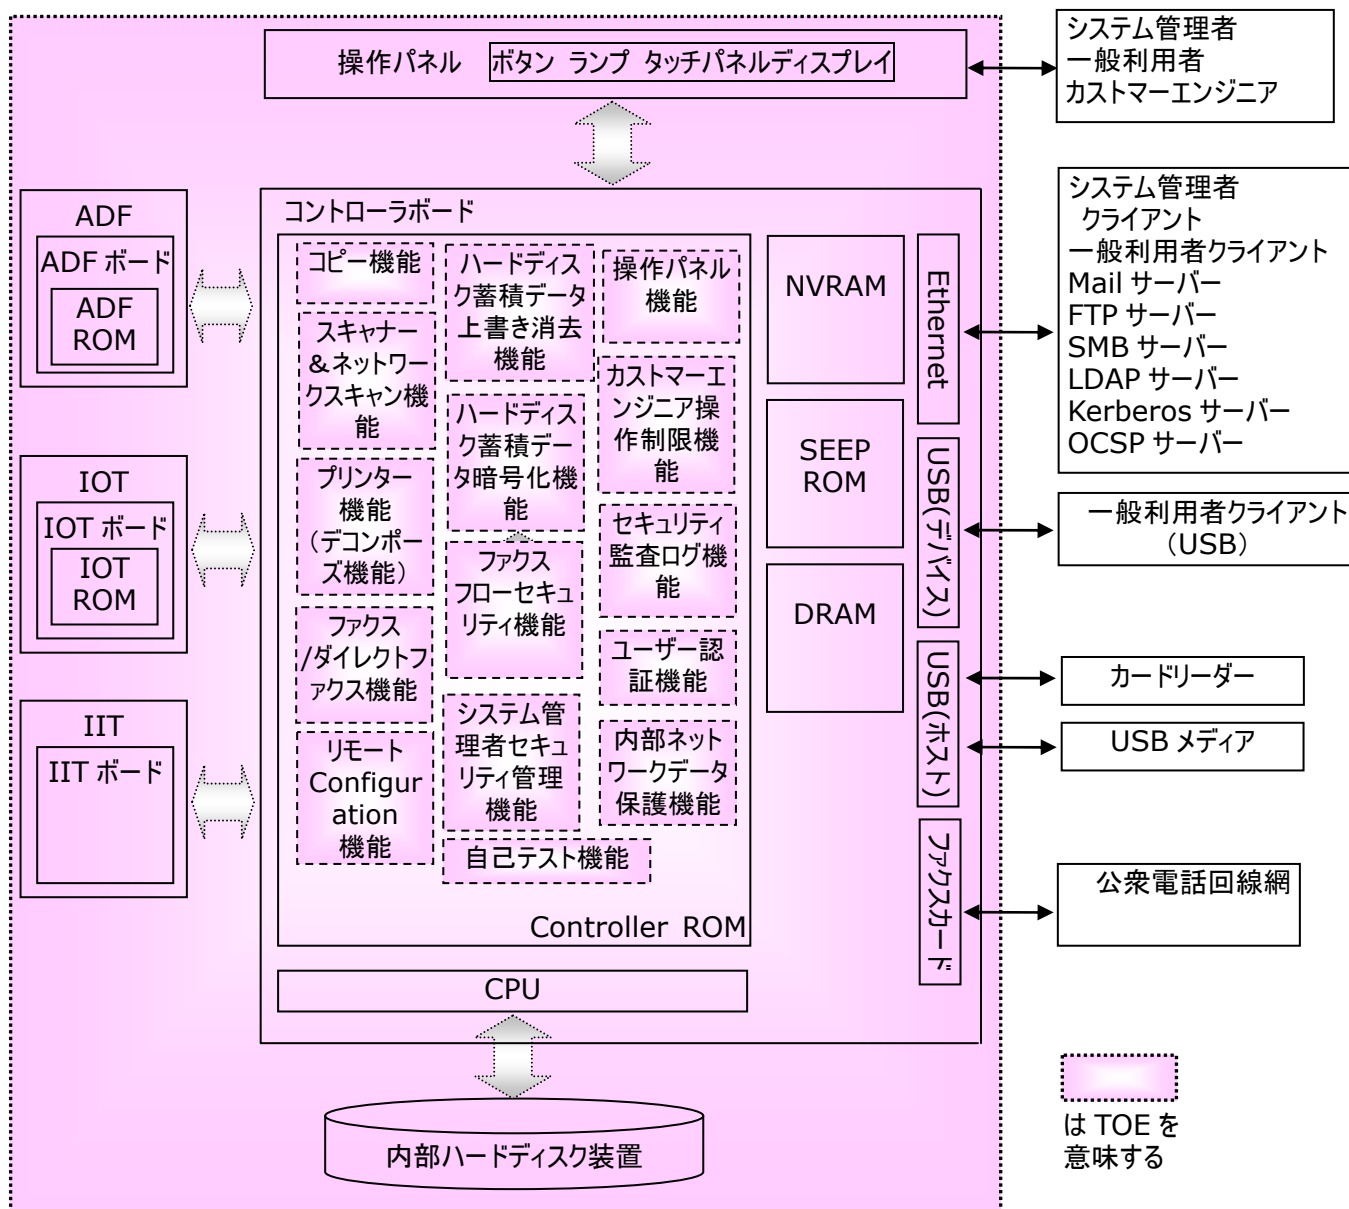 操作パネル ボタン ランプ タッチパネルディスプレイ
システム管理者
一般利用者
カストマーエンジニア
ADF
ADF ボード
ADF
ROM
IOT
IOT ボード
IOT
ROM
IIT
IIT ボード
コントローラボード
コピー機能
スキャナー
＆ネットワー
クスキャン機
能
プリンター
機能
（デコンポー
ズ機能）
ファクス
/ダイレクトフ
ァクス機能
リモート
Configur
ation
機能
ハードディス
ク蓄積データ
上書き消去
機能
ハードディス
ク蓄積デー
タ暗号化機
能
ファクス
フローセキュ
リティ機能
システム管
理者セキュ
リティ管理
機能
自己テスト機能
操作パネル
機能
カストマーエ
ンジニア操
作制限機
能
セキュリティ
監査ログ機
能
ユーザー認
証機能
内部ネット
ワークデータ
保護機能
Controller ROM
CPU
内部ハードディスク装置
NVRAM
SEEP
ROM
DRAM
Ethernet
USB(デバイス)
USB(ホスト)
ファクスカード
システム管理者
クライアント
一般利用者クライアント
Mail サーバー
FTP サーバー
SMB サーバー
LDAP サーバー
Kerberos サーバー
OCSP サーバー
一般利用者クライアント
（USB）
カードリーダー
USB メディア
公衆電話回線網
は TOE を
意味する